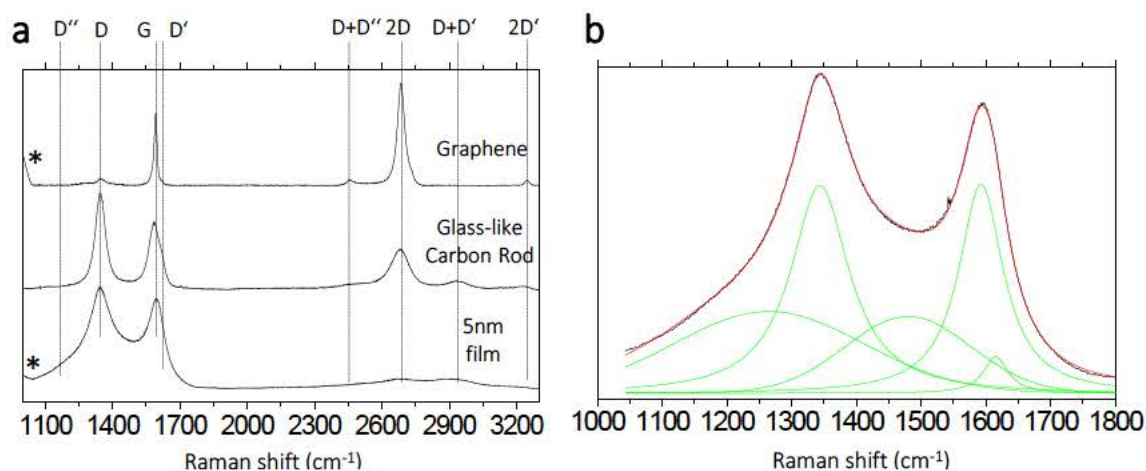 a
D“ D G D‘ D+D“ 2D D+D‘ 2D‘
*
Graphene
Glass-like
Carbon Rod
5nm
film
*
1100 1400 1700 2000 2300 2600 2900 3200
Raman shift (cm-1)
b
1000 1100 1200 1300 1400 1500 1600 1700 1800
Raman shift (cm-1)